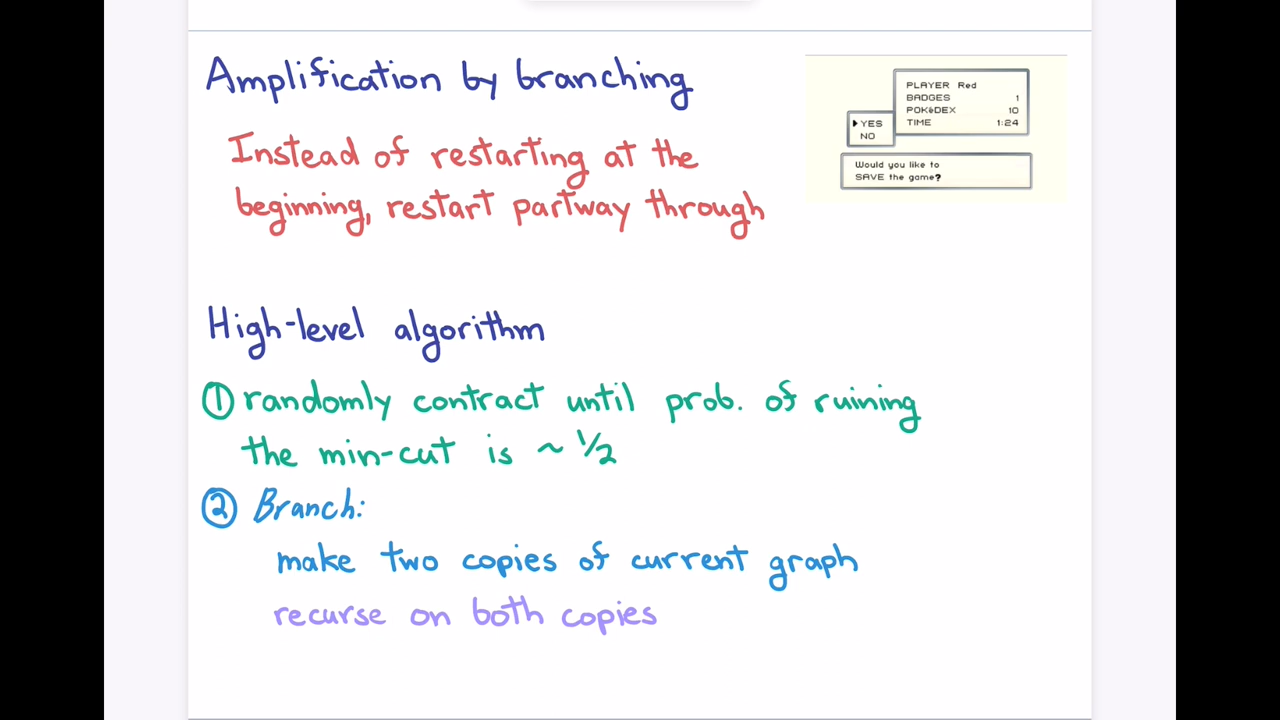 Amplification by branching
Instead of restarting at the
beginning, restart partway through
PLAYER Red
BADGES 1
POKéDEX 10
TIME 1:24
▶YES
NO
Would you like to
SAVE the game?
High-level algorithm
① randomly contract until prob. of ruining
the min-cut is ~ 1/2
② Branch:
make two copies of current graph
recurse on both copies